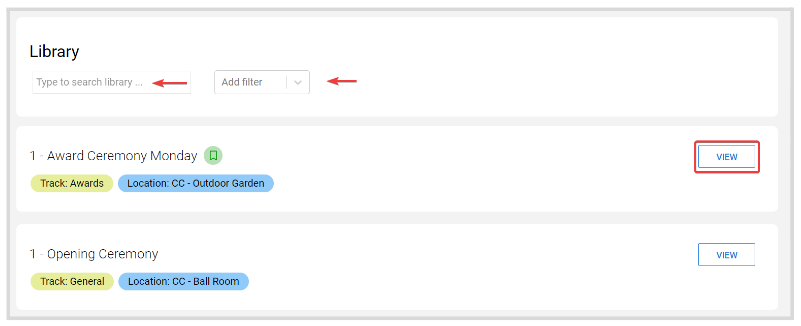 Library
Type to search library ...
Add filter
1 - Award Ceremony Monday
VIEW
Track: Awards
Location: CC - Outdoor Garden
1 - Opening Ceremony
VIEW
Track: General
Location: CC - Ball Room